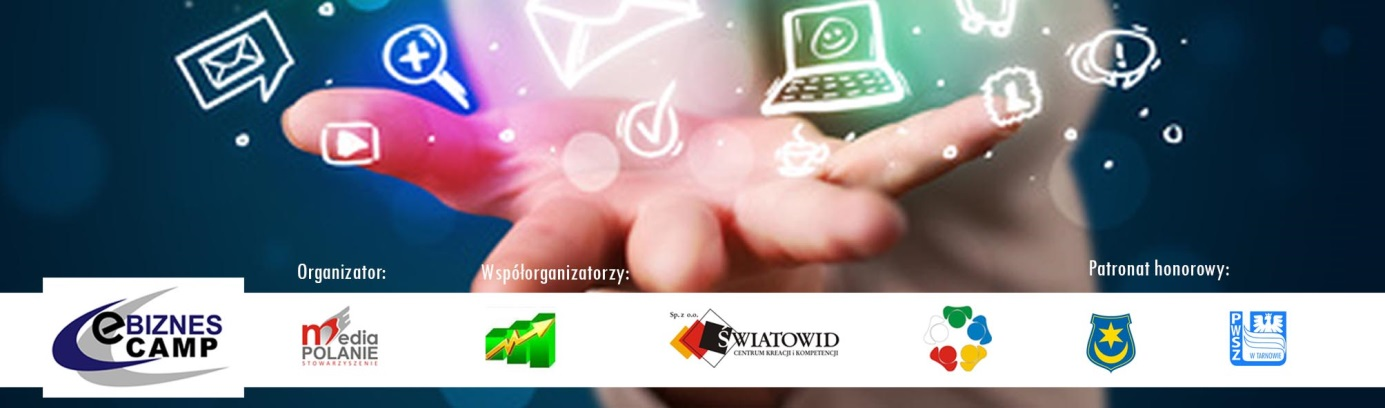 Organizator:
Współorganizatorzy:
Patronat honorowy:
eBIZNES
CAMP
media
POLANIE
STOWARZYSZENIE
Sp. z o.o.
ŚWIATOWID
CENTRUM KREACJI i KOMPETENCJI
PWSZ
W TARNOWIE